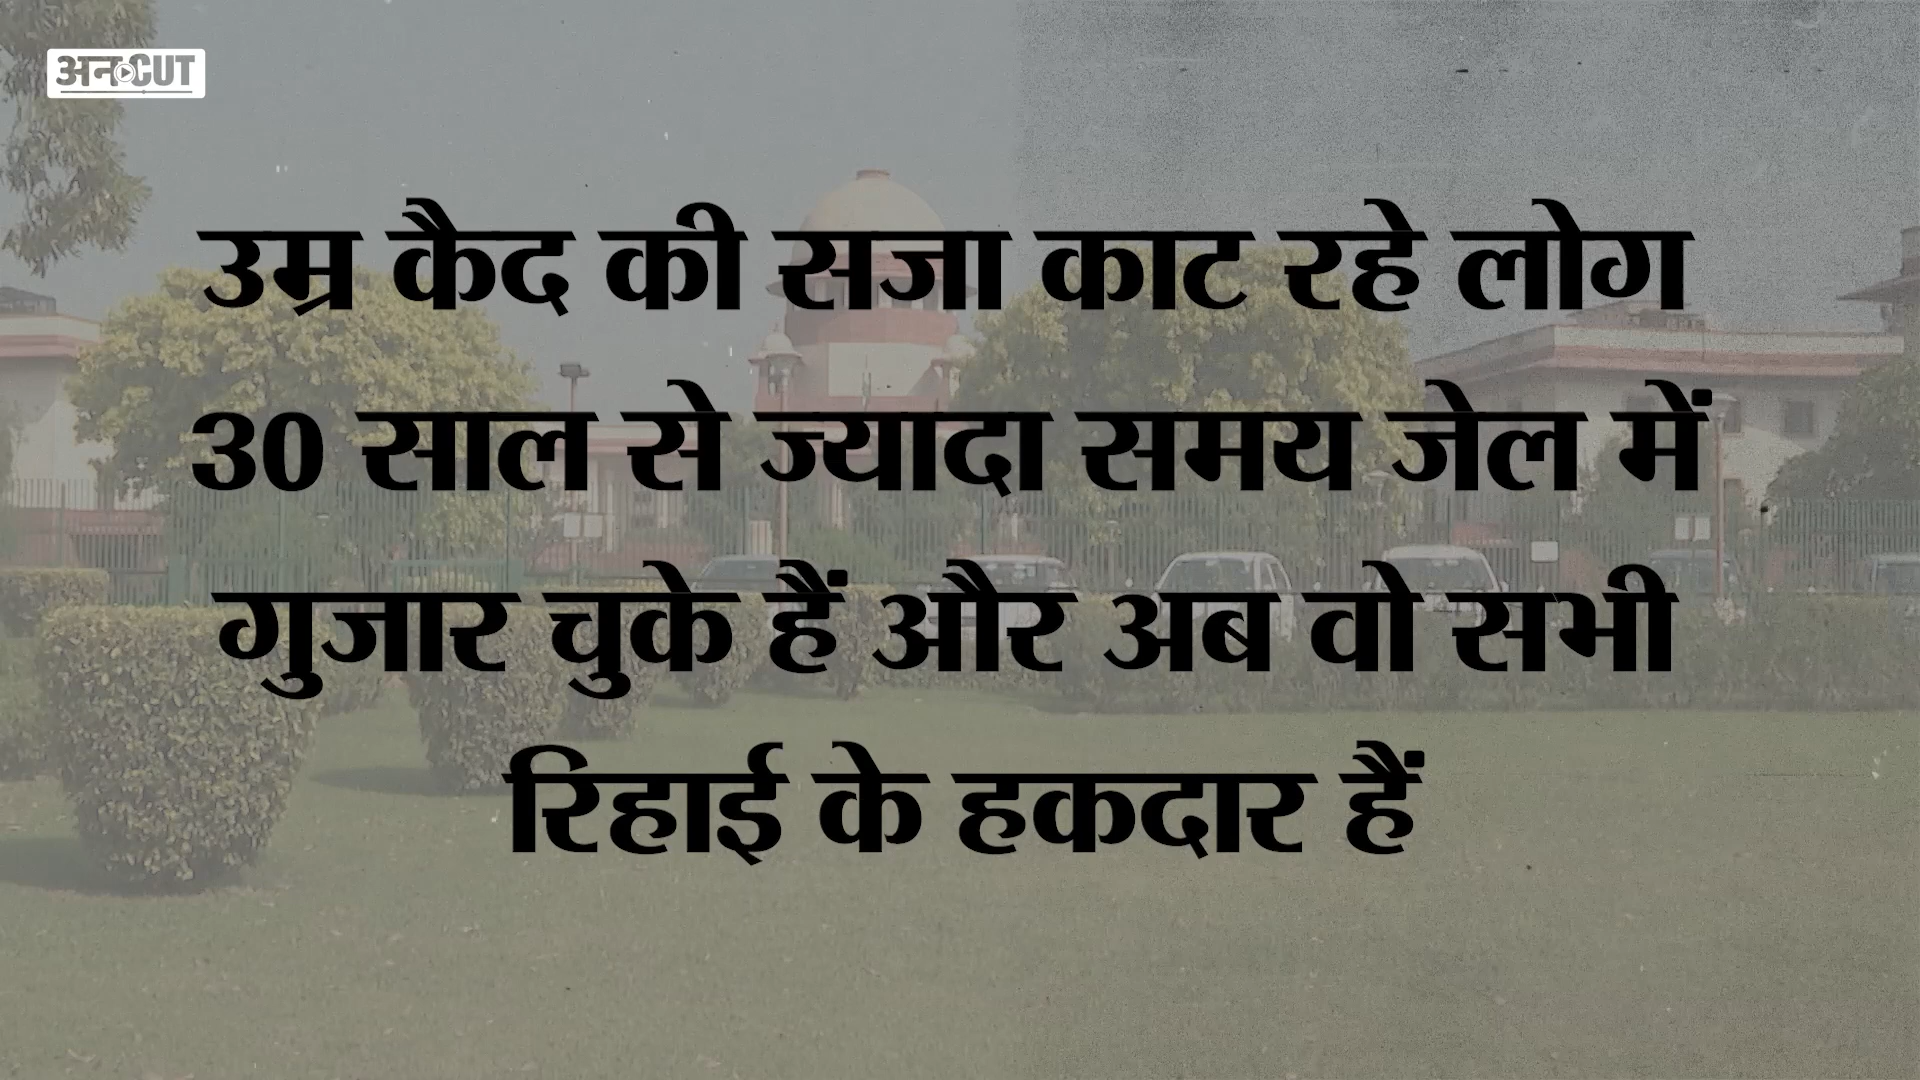 अनCUT
उम्र कैद की सजा काट रहे लोग
30 साल से ज्यादा समय जेल में
गुजार चुके हैं और अब वो सभी
रिहाई के हकदार हैं